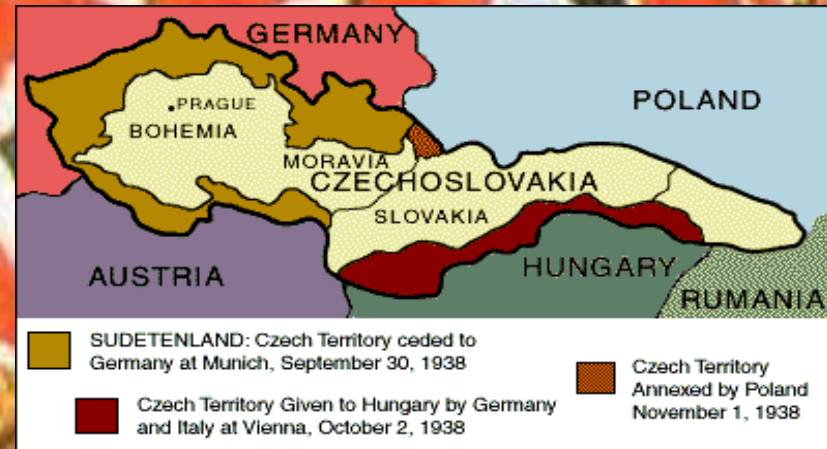 GERMANY
POLAND
PRAGUE
BOHEMIA
MORAVIA
CZECHOSLOVAKIA
SLOVAKIA
AUSTRIA
HUNGARY
RUMANIA
SUDETENLAND: Czech Territory ceded to
Germany at Munich, September 30, 1938
Czech Territory Given to Hungary by Germany
and Italy at Vienna, October 2, 1938
Czech Territory
Annexed by Poland
November 1, 1938